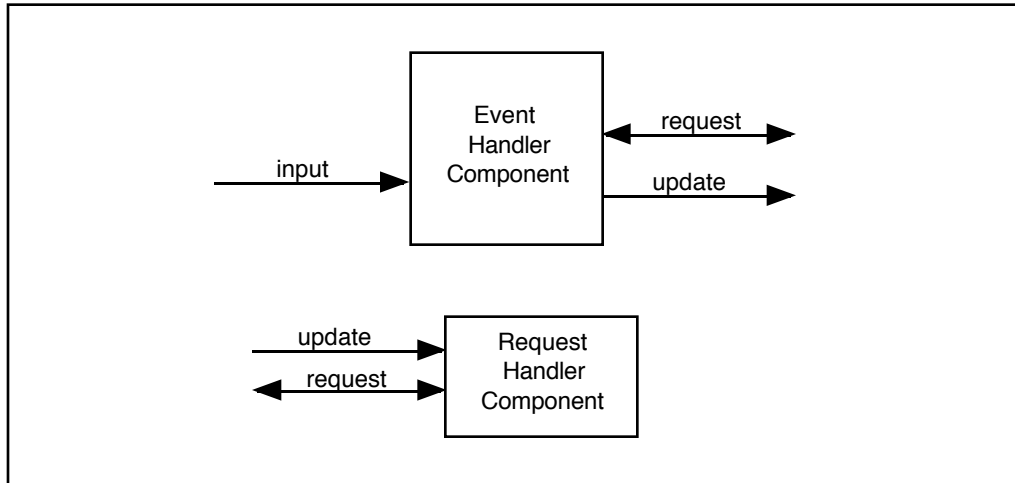 Event
Handler
Component
request
input
update
update
request
Request
Handler
Component